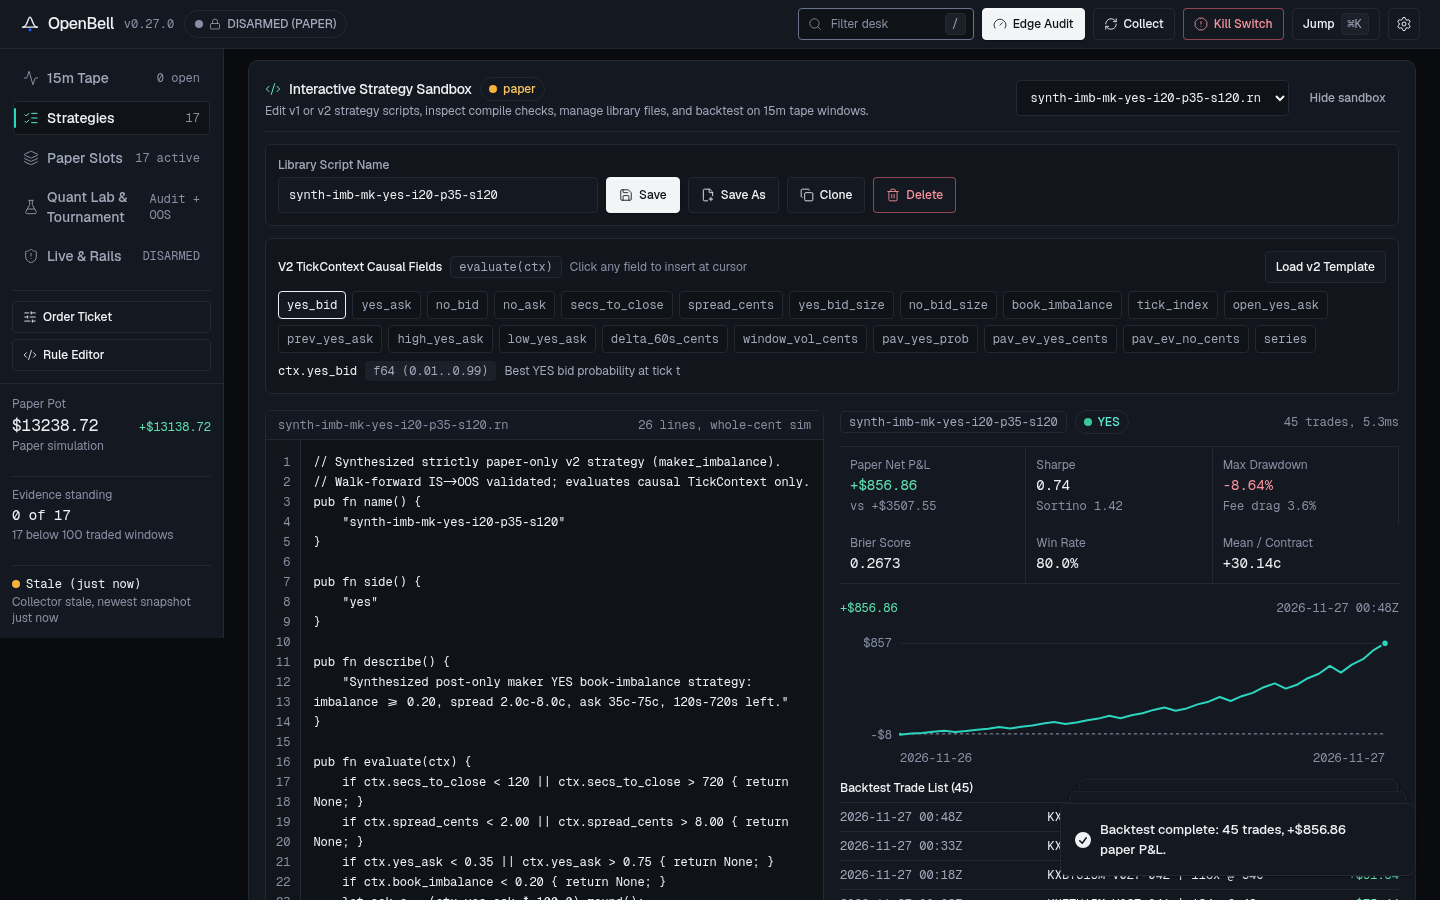 OpenBell v0.27.0 DISARMED (PAPER) Filter desk / Edge Audit Collect Kill Switch Jump ⌘K
15m Tape 0 open
Strategies 17
Paper Slots 17 active
Quant Lab & Tournament Audit + OOS
Live & Rails DISARMED
Order Ticket
Rule Editor
Paper Pot
$13238.72 +$13138.72
Paper simulation
Evidence standing
0 of 17
17 below 100 traded windows
Stale (just now)
Collector stale, newest snapshot
just now
Interactive Strategy Sandbox paper
Edit v1 or v2 strategy scripts, inspect compile checks, manage library files, and backtest on 15m tape windows.
synth-imb-mk-yes-i20-p35-s120.rn Hide sandbox
Library Script Name
synth-imb-mk-yes-i20-p35-s120 Save Save As Clone Delete
V2 TickContext Causal Fields evaluate(ctx) Click any field to insert at cursor Load v2 Template
yes_bid yes_ask no_bid no_ask secs_to_close spread_cents yes_bid_size no_bid_size book_imbalance tick_index open_yes_ask
prev_yes_ask high_yes_ask low_yes_ask delta_60s_cents window_vol_cents pav_yes_prob pav_ev_yes_cents pav_ev_no_cents series
ctx.yes_bid f64 (0.01..0.99) Best YES bid probability at tick t
synth-imb-mk-yes-i20-p35-s120.rn 26 lines, whole-cent sim
1 // Synthesized strictly paper-only v2 strategy (maker_imbalance).
2 // Walk-forward IS→OOS validated; evaluates causal TickContext only.
3 pub fn name() {
4 "synth-imb-mk-yes-i20-p35-s120"
5 }
6
7 pub fn side() {
8 "yes"
9 }
10
11 pub fn describe() {
12 "Synthesized post-only maker YES book-imbalance strategy:
13 imbalance ≥ 0.20, spread 2.0c-8.0c, ask 35c-75c, 120s-720s left."
14 }
15
16 pub fn evaluate(ctx) {
17 if ctx.secs_to_close < 120 || ctx.secs_to_close > 720 { return
18 None; }
19 if ctx.spread_cents < 2.00 || ctx.spread_cents > 8.00 { return
20 None; }
21 if ctx.yes_ask < 0.35 || ctx.yes_ask > 0.75 { return None; }
22 if ctx.book_imbalance < 0.20 { return None; }
synth-imb-mk-yes-i20-p35-s120 YES 45 trades, 5.3ms
Paper Net P&L
+$856.86
vs +$3507.55
Sharpe
0.74
Sortino 1.42
Max Drawdown
-8.64%
Fee drag 3.6%
Brier Score
0.2673
Win Rate
80.0%
Mean / Contract
+30.14c
+$856.86 2026-11-27 00:48Z
$857
-$8
2026-11-26 2026-11-27
Backtest Trade List (45)
2026-11-27 00:48Z
2026-11-27 00:33Z
2026-11-27 00:18Z
Backtest complete: 45 trades, +$856.86
paper P&L.